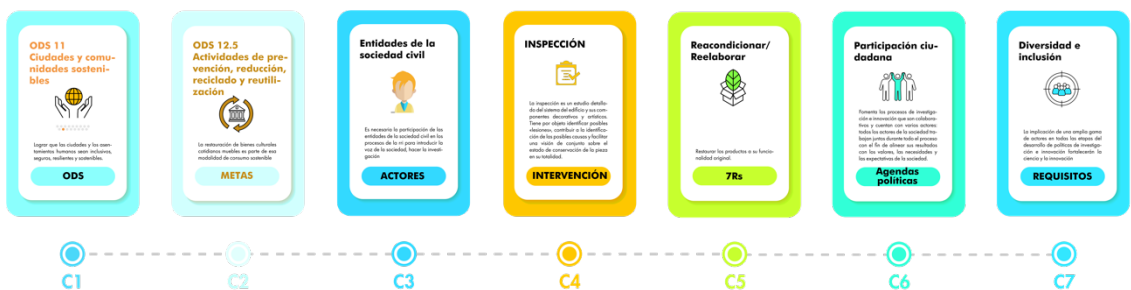 ODS 11
Ciudades y comu-
nidades sosteni-
bles
Lograr que las ciudades y los asen-
tamientos humanos sean inclusivos,
seguros, resilientes y sostenibles.
ODS
ODS 12.5
Actividades de pre-
vención, reducción,
reciclado y reutili-
zación
La restauración de bienes culturales
cotidianos muebles es parte de esa
modalidad de consumo sostenible
METAS
Entidades de la
sociedad civil
Es necesaria la participación de las
entidades de la sociedad civil en los
procesos de la rri para introducir la
voz de la sociedad, hacer la investi-
gación
ACTORES
INSPECCIÓN
La inspección es un estudio detalla-
do del sistema del edificio y sus com-
ponentes decorativos y artísticos.
Tiene por objeto identificar posibles
«lesiones», contribuir a la identifica-
ción de las posibles causas y facilitar
una visión de conjunto sobre el
estado de conservación de la pieza
en su totalidad.
INTERVENCIÓN
Reacondicionar/
Reelaborar
Restaurar los productos a su funcio-
nalidad original.
7Rs
Participación ciu-
dadana
Fomenta los procesos de investiga-
ción e innovación que son colabora-
tivos y cuentan con varios actores:
todos los actores de la sociedad tra-
bajan juntos durante todo el proceso
con el fin de alinear sus resultados
con los valores, las necesidades y
las expectativas de la sociedad.
Agendas
políticas
Diversidad e
inclusión
La implicación de una amplia gama
de actores en todas las etapas del
desarrollo de políticas de investiga-
ción e innovación fortalecerán la
ciencia y la innovación
REQUISITOS
C1
C2
C3
C4
C5
C6
C7